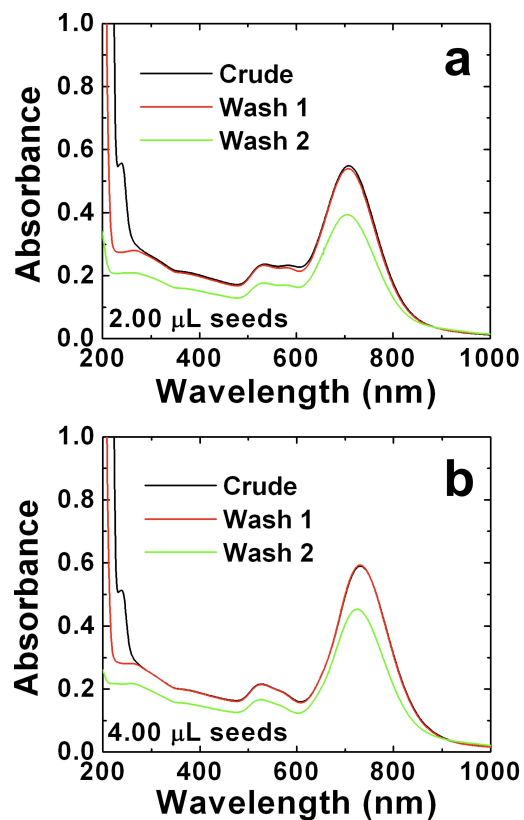 a
Crude
Wash 1
Wash 2
Absorbance
1.0
0.8
0.6
0.4
0.2
0.0
2.00 μL seeds
200 400 600 800 1000
Wavelength (nm)
b
Crude
Wash 1
Wash 2
Absorbance
1.0
0.8
0.6
0.4
0.2
0.0
4.00 μL seeds
200 400 600 800 1000
Wavelength (nm)